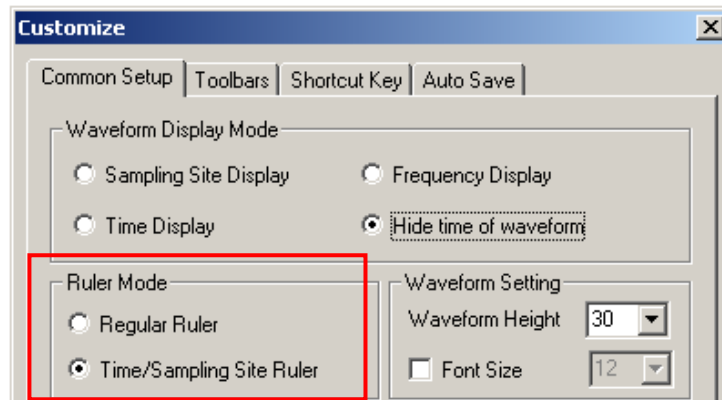 Customize
Common Setup Toolbars Shortcut Key Auto Save
Waveform Display Mode
Sampling Site Display Frequency Display
Time Display Hide time of waveform
Ruler Mode
Regular Ruler
Time/Sampling Site Ruler
Waveform Setting
Waveform Height 30
Font Size 12